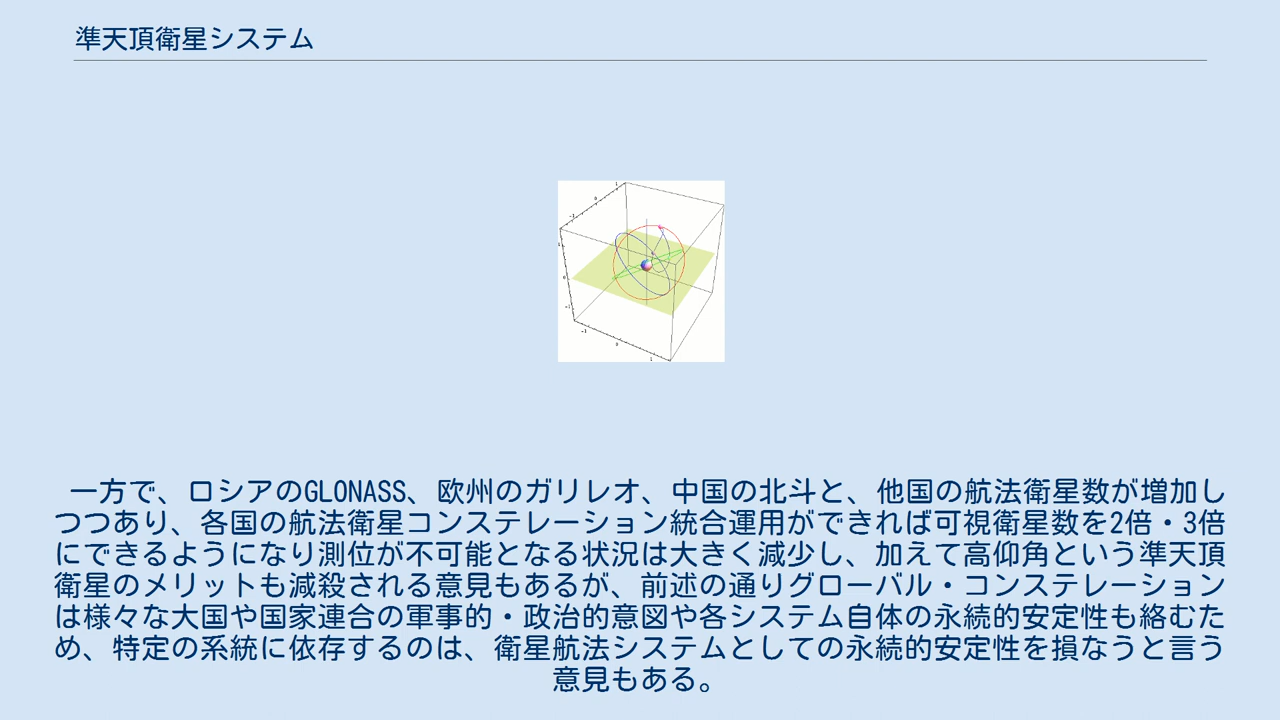 準天頂衛星システム
一方で、ロシアのGLONASS、欧州のガリレオ、中国の北斗と、他国の航法衛星数が増加し
つつあり、各国の航法衛星コンステレーション統合運用ができれば可視衛星数を2倍・3倍
にできるようになり測位が不可能となる状況は大きく減少し、加えて高仰角という準天頂
衛星のメリットも減殺される意見もあるが、前述の通りグローバル・コンステレーション
は様々な大国や国家連合の軍事的・政治的意図や各システム自体の永続的安定性も絡むた
め、特定の系統に依存するのは、衛星航法システムとしての永続的安定性を損なうと言う
意見もある。